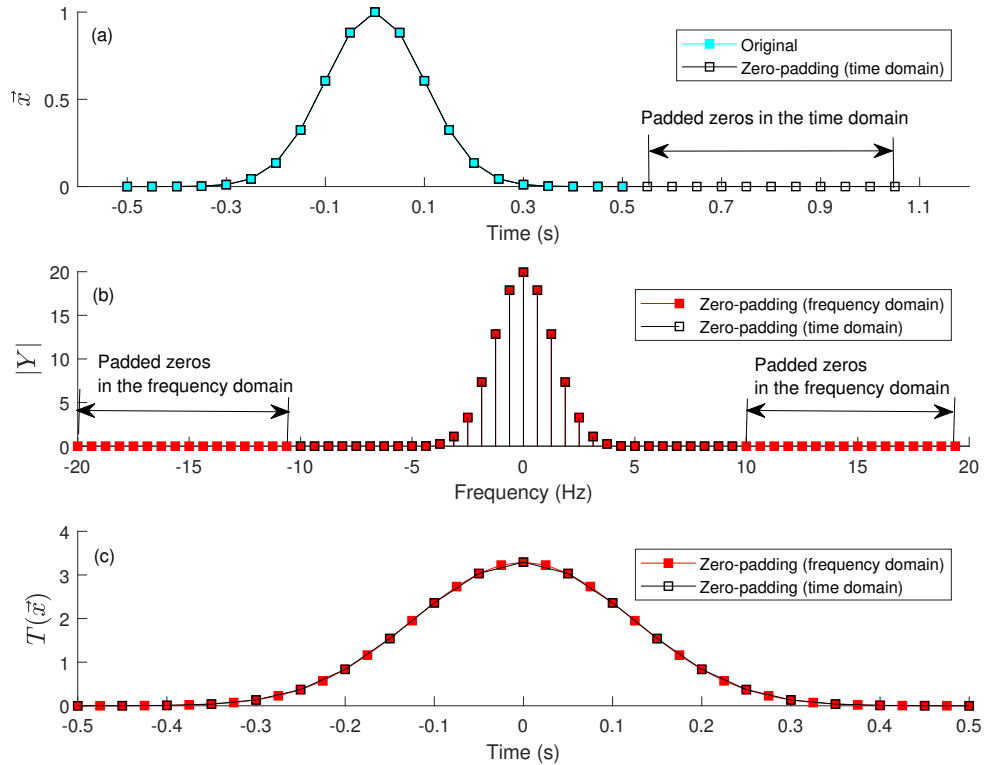 (a)
1
0.5
0
x⃗
Original
Zero-padding (time domain)
Padded zeros in the time domain
-0.5 -0.3 -0.1 0.1 0.3 0.5 0.7 0.9 1.1
Time (s)
(b)
20
15
10
5
0
|Y|
Zero-padding (frequency domain)
Zero-padding (time domain)
Padded zeros
in the frequency domain
Padded zeros
in the frequency domain
-20 -15 -10 -5 0 5 10 15 20
Frequency (Hz)
(c)
4
3
2
1
0
T(x⃗)
Zero-padding (frequency domain)
Zero-padding (time domain)
-0.5 -0.4 -0.3 -0.2 -0.1 0 0.1 0.2 0.3 0.4 0.5
Time (s)